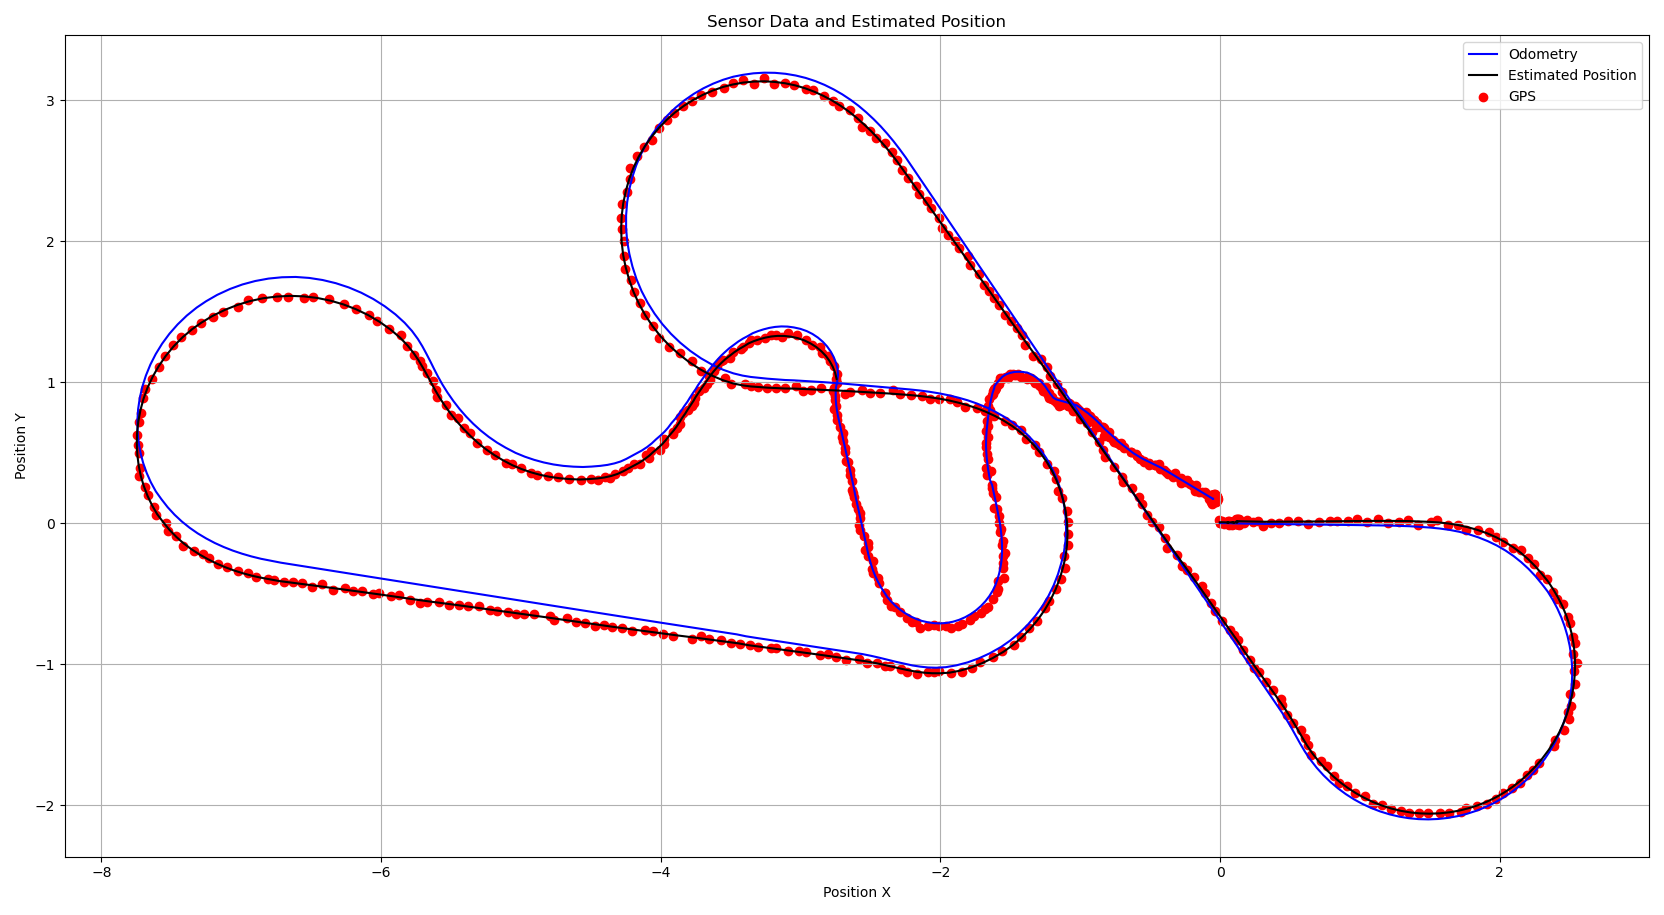 Sensor Data and Estimated Position
Odometry
Estimated Position
GPS
3
2
1
0
−1
−2
Position Y
−8
−6
−4
−2
0
2
Position X